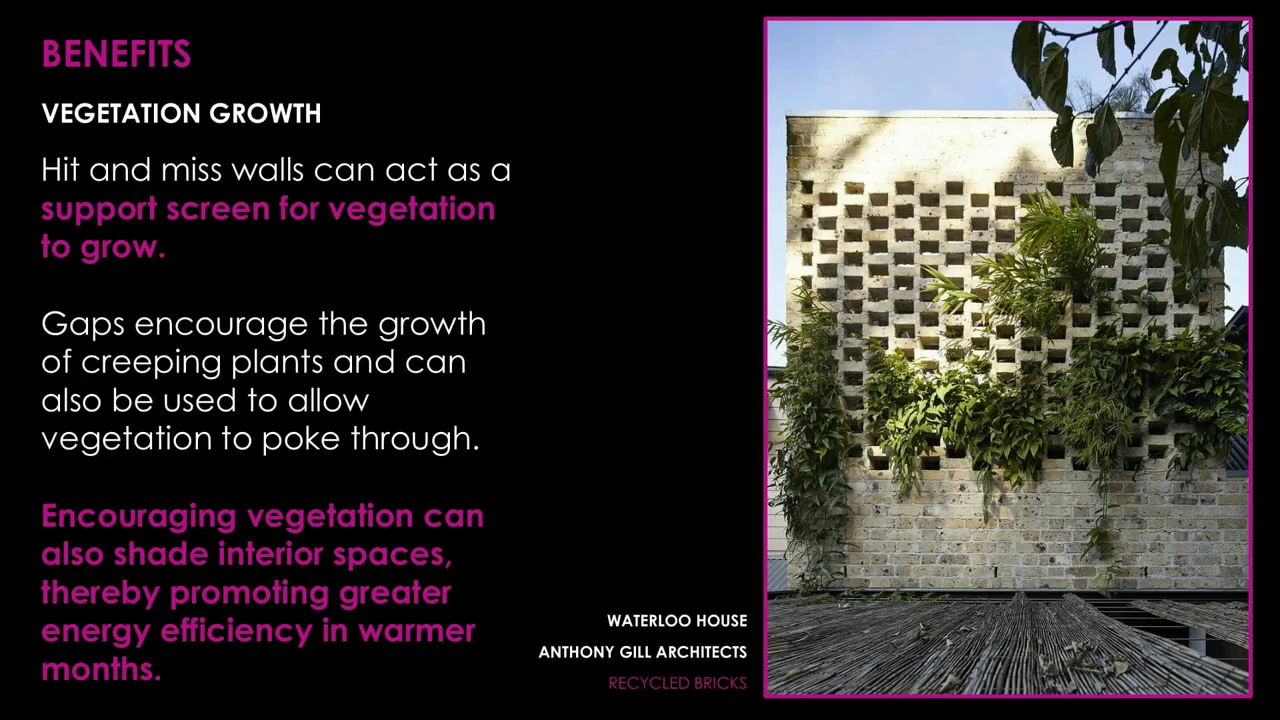 BENEFITS
VEGETATION GROWTH
Hit and miss walls can act as a
support screen for vegetation
to grow.
Gaps encourage the growth
of creeping plants and can
also be used to allow
vegetation to poke through.
Encouraging vegetation can
also shade interior spaces,
thereby promoting greater
energy efficiency in warmer
months.
WATERLOO HOUSE
ANTHONY GILL ARCHITECTS
RECYCLED BRICKS